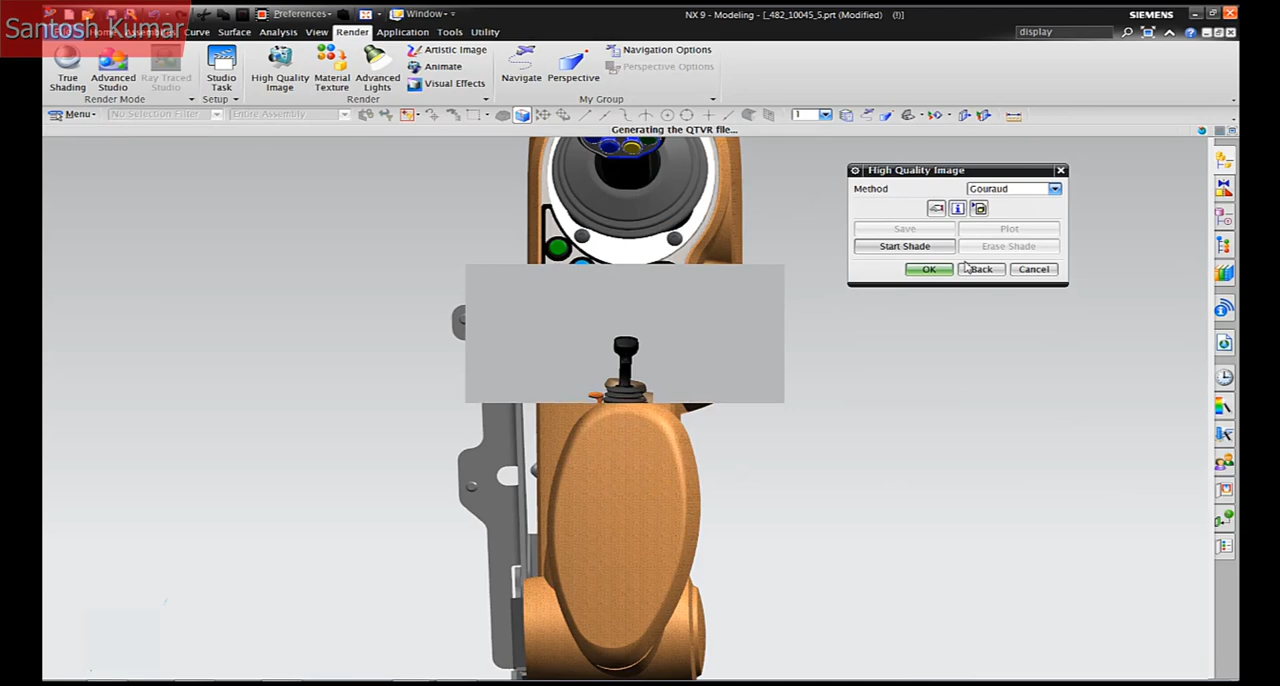 Santosh Kumar
Preferences
Window
NX 9 - Modeling - [_482_10045_5.prt (Modified) (!)]
SIEMENS
Home
Assemblies
Curve
Surface
Analysis
View
Render
Application
Tools
Utility
display
True Shading
Advanced Studio
Ray Traced Studio
Render Mode
Studio Task
Setup
High Quality Image
Material Texture
Advanced Lights
Artistic Image
Animate
Visual Effects
Render
Navigate
Perspective
Navigation Options
Perspective Options
My Group
Menu
No Selection Filter
Entire Assembly
1
Generating the QTVR file...
High Quality Image
Method
Gouraud
Save
Plot
Start Shade
Erase Shade
OK
Back
Cancel